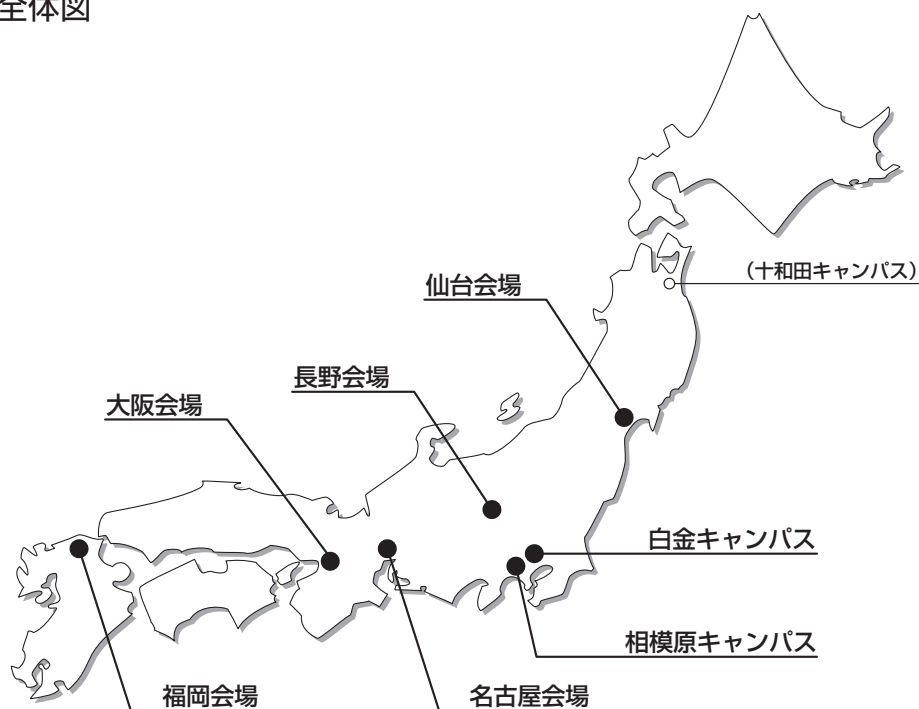 全体図
(十和田キャンパス)
仙台会場
長野会場
大阪会場
白金キャンパス
相模原キャンパス
福岡会場
名古屋会場